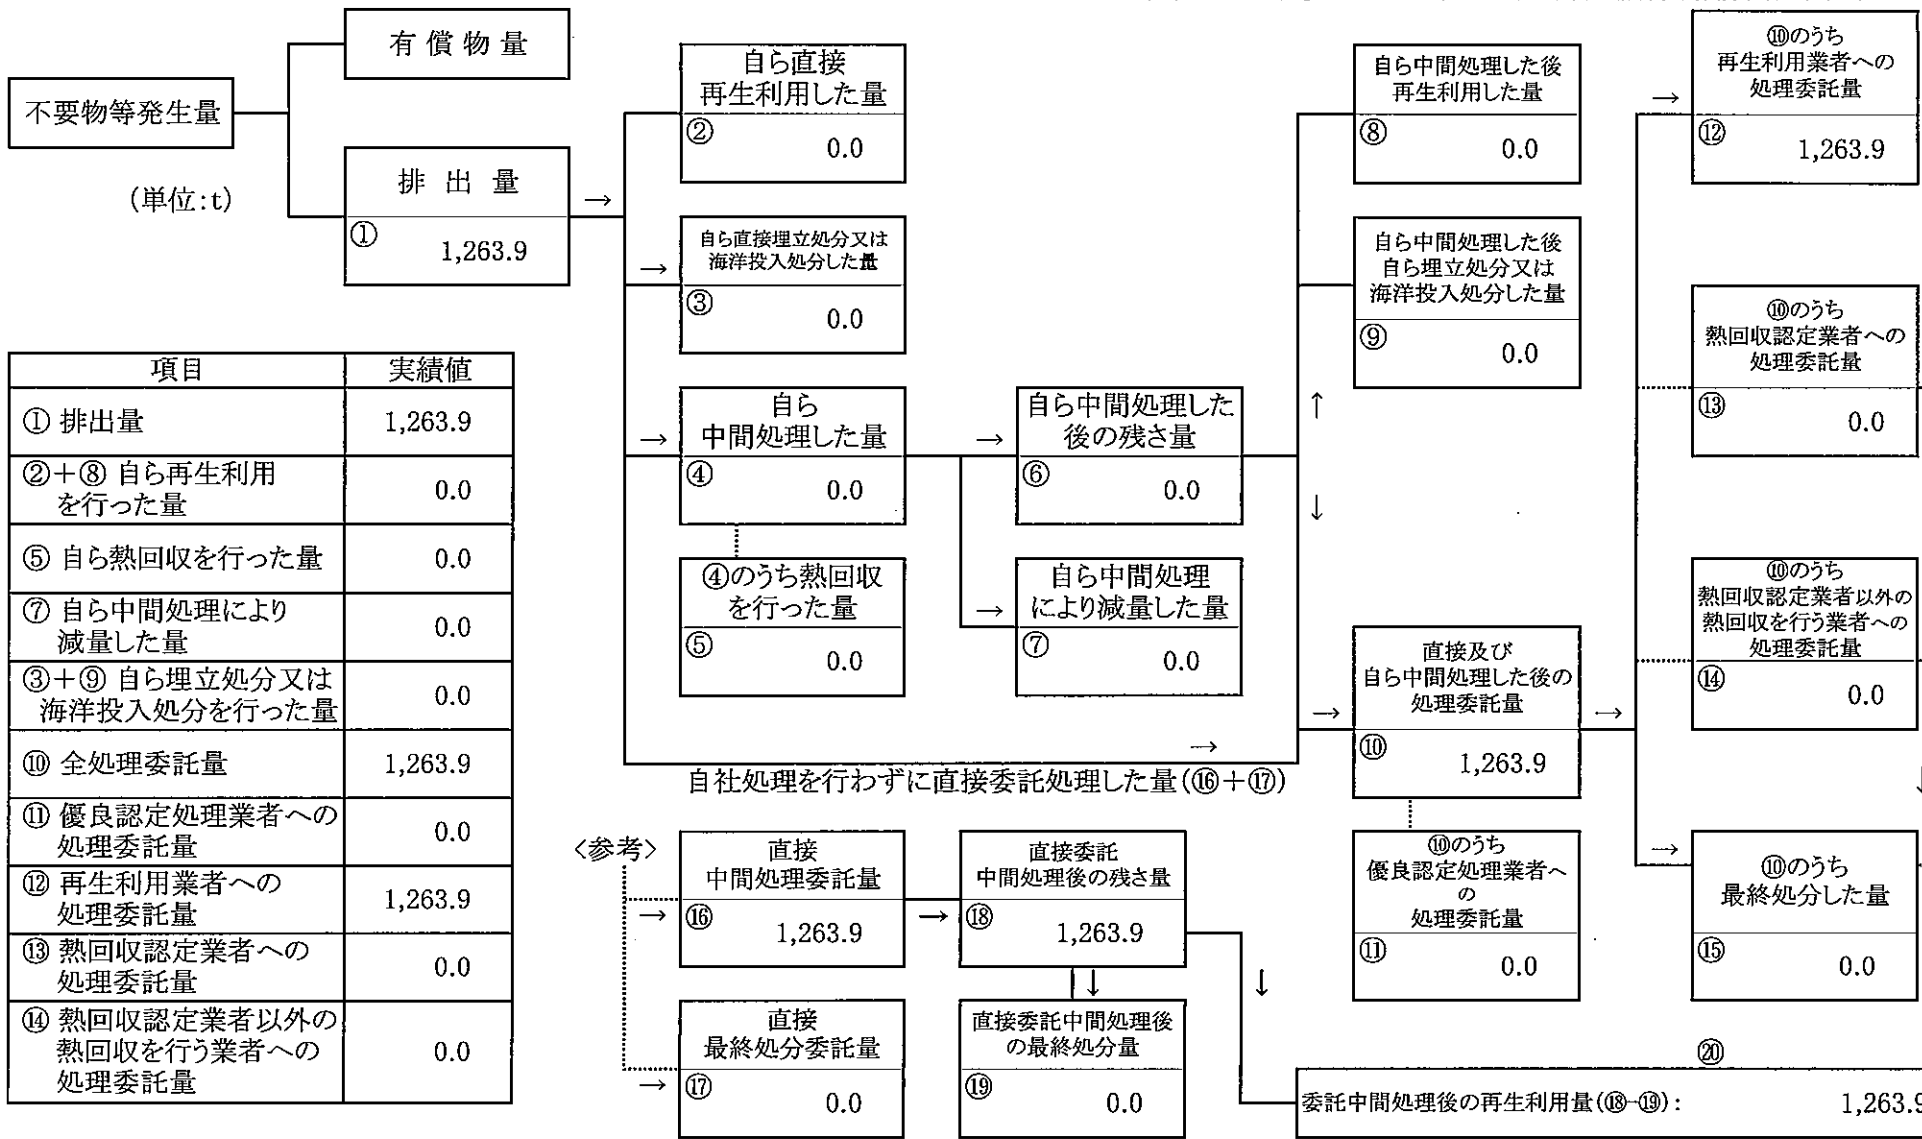 有償物量
不要物等発生量
(単位:t)
排出量
① 1,263.9
自ら直接
再生利用した量
② 0.0
自ら直接埋立処分又は
海洋投入処分した量
③ 0.0
自ら
中間処理した量
④ 0.0
④のうち熱回収
を行った量
⑤ 0.0
自ら中間処理した
後の残さ量
⑥ 0.0
自ら中間処理
により減量した量
⑦ 0.0
自ら中間処理した後
再生利用した量
⑧ 0.0
自ら中間処理した後
自ら埋立処分又は
海洋投入処分した量
⑨ 0.0
直接及び
自ら中間処理した後の
処理委託量
⑩ 1,263.9
⑩のうち
優良認定処理業者へ
の
処理委託量
⑪ 0.0
⑩のうち
再生利用業者への
処理委託量
⑫ 1,263.9
⑩のうち
熱回収認定業者への
処理委託量
⑬ 0.0
⑩のうち
熱回収認定業者以外の
熱回収を行う業者への
処理委託量
⑭ 0.0
⑩のうち
最終処分した量
⑮ 0.0
自社処理を行わずに直接委託処理した量(⑯+⑰)
<参考>
直接
中間処理委託量
⑯ 1,263.9
直接
最終処分委託量
⑰ 0.0
直接委託
中間処理後の残さ量
⑱ 1,263.9
直接委託中間処理後
の最終処分量
⑲ 0.0
⑳
委託中間処理後の再生利用量(⑱-⑲): 1,263.9
項目 実績値
① 排出量 1,263.9
②+⑧ 自ら再生利用
を行った量 0.0
⑤ 自ら熱回収を行った量 0.0
⑦ 自ら中間処理により
減量した量 0.0
③+⑨ 自ら埋立処分又は
海洋投入処分を行った量 0.0
⑩ 全処理委託量 1,263.9
⑪ 優良認定処理業者への
処理委託量 0.0
⑫ 再生利用業者への
処理委託量 1,263.9
⑬ 熱回収認定業者への
処理委託量 0.0
⑭ 熱回収認定業者以外の
熱回収を行う業者への
処理委託量 0.0